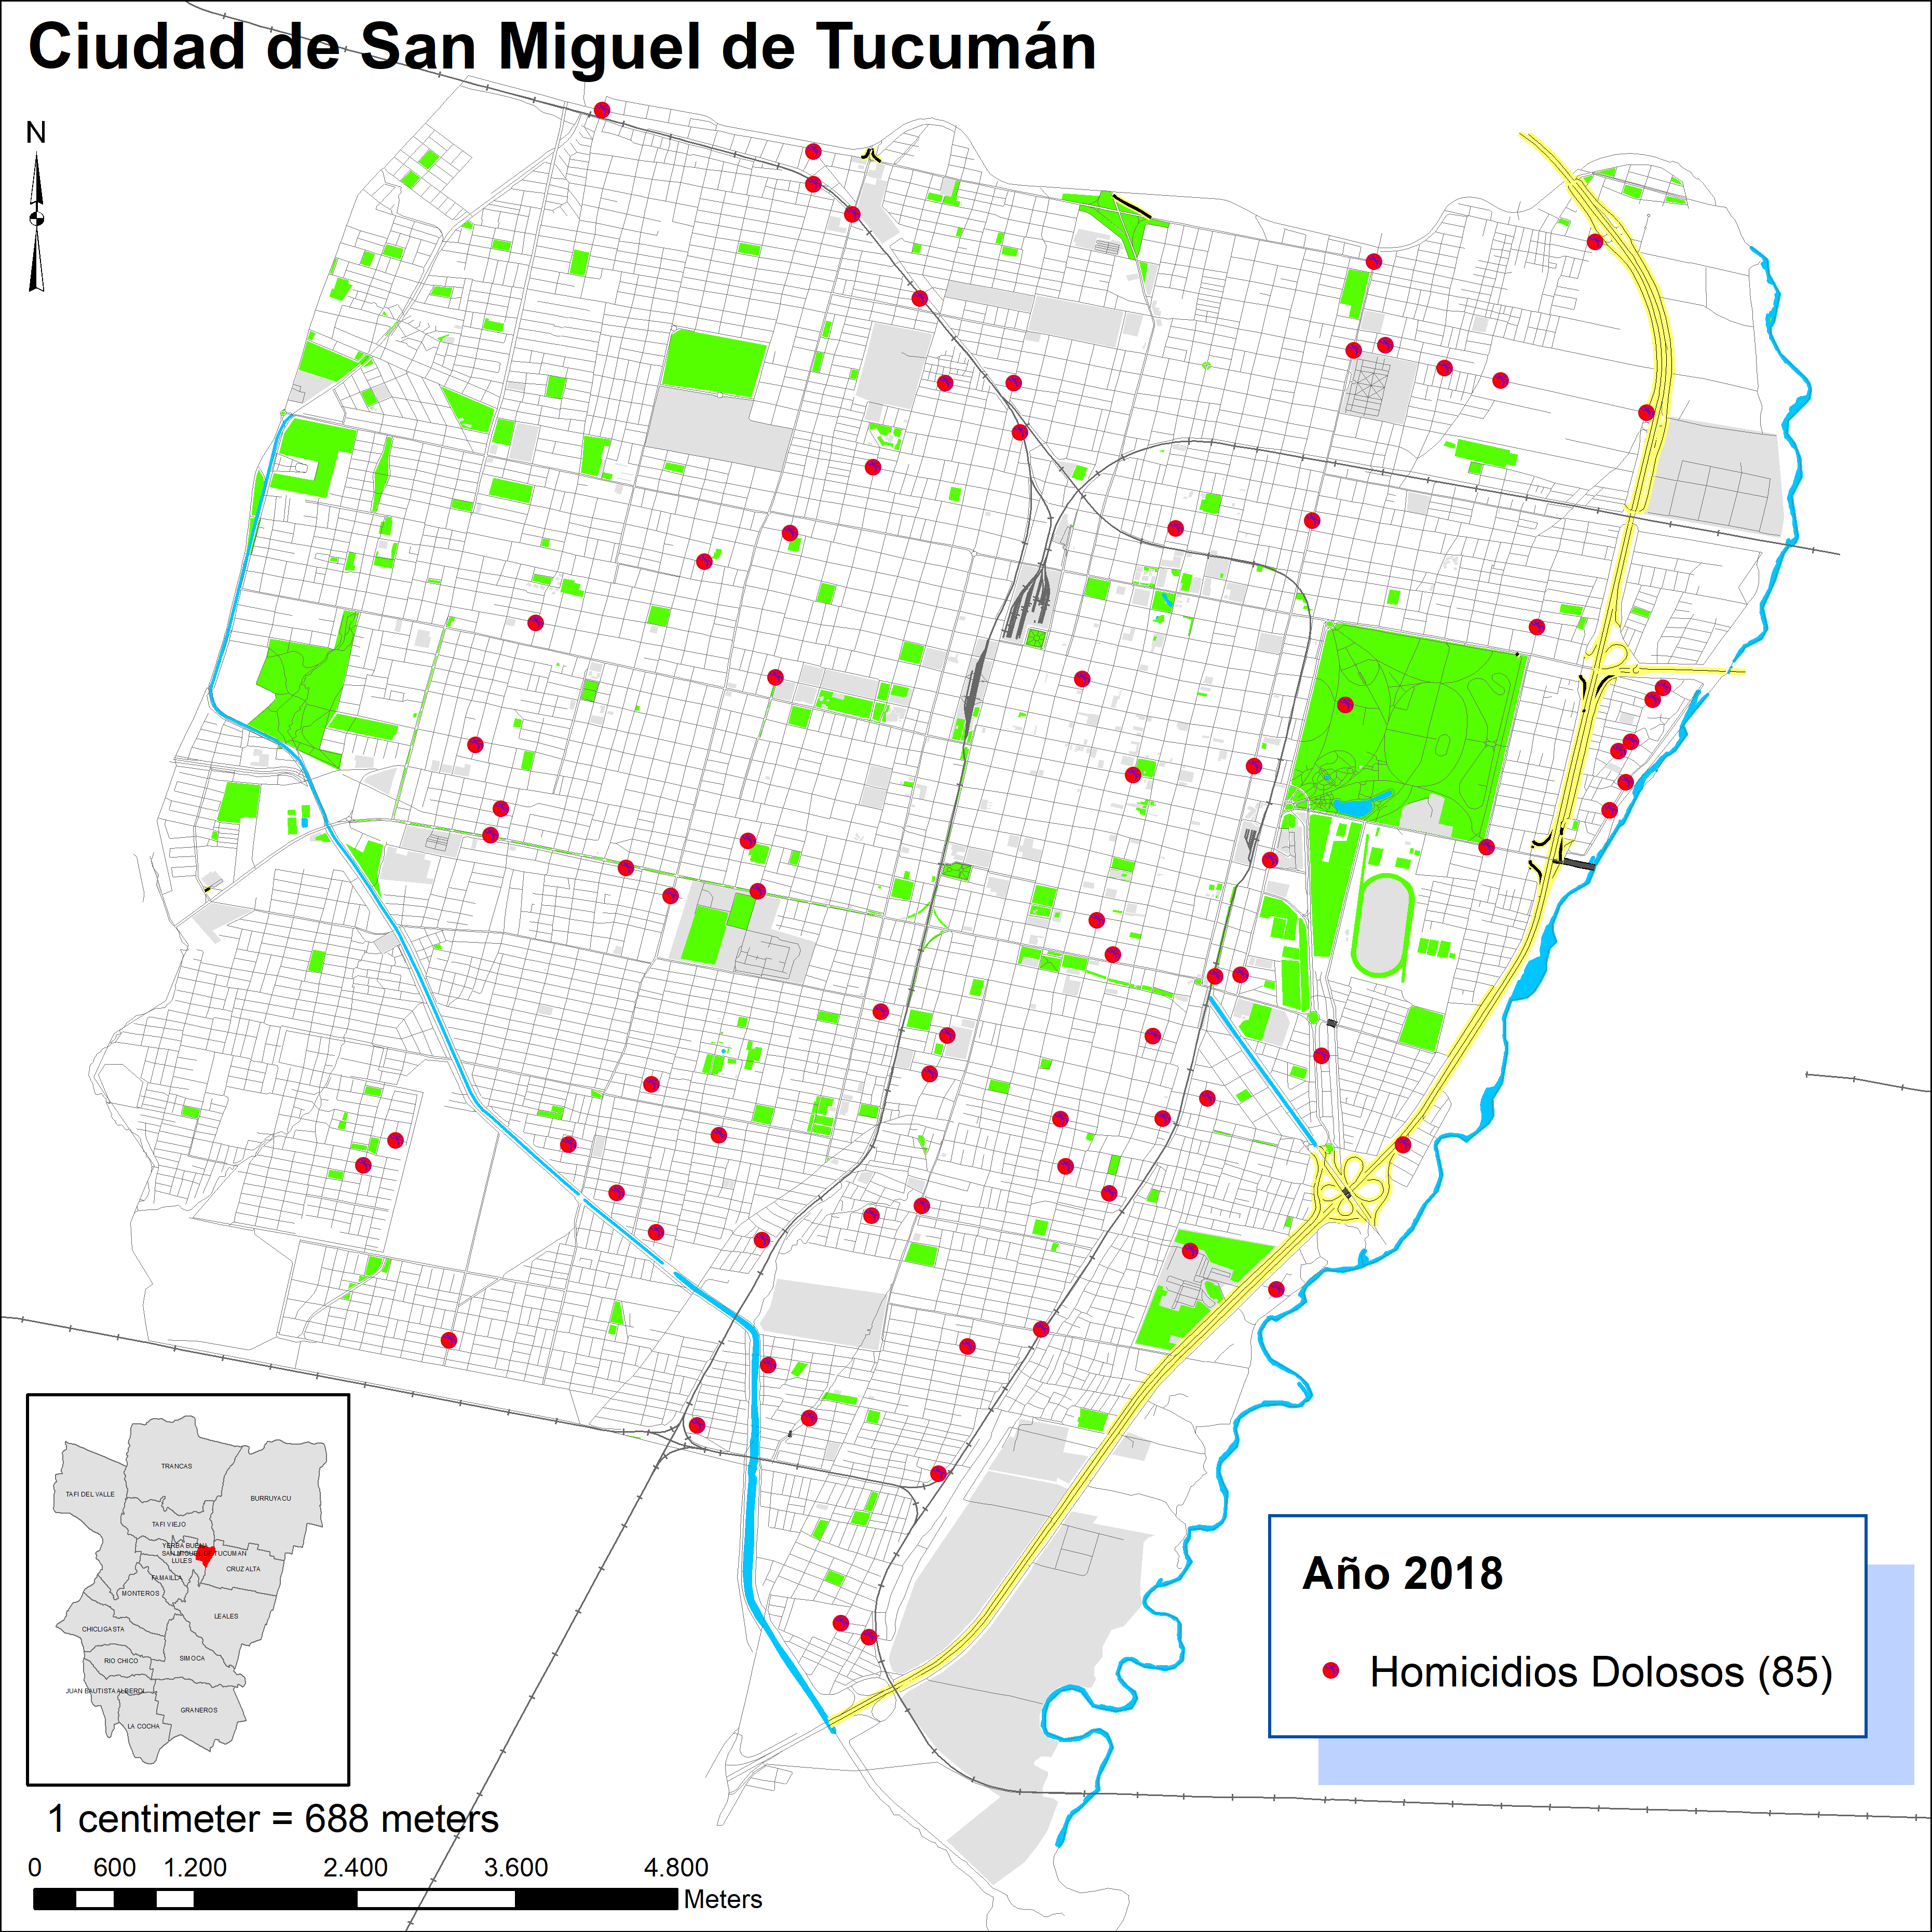 Ciudad de San Miguel de Tucumán
N
TRANCAS
TAFI DEL VALLE
BURRUYACU
TAFI VIEJO
YERBA BUENA
SAN MIGUEL DE TUCUMAN
LULES
CRUZ ALTA
FAMAILLA
MONTEROS
LEALES
CHICLIGASTA
RIO CHICO
SIMOCA
JUAN BAUTISTA ALBERDI
GRANEROS
LA COCHA
Año 2018
Homicidios Dolosos (85)
1 centimeter = 688 meters
0 600 1.200 2.400 3.600 4.800
Meters